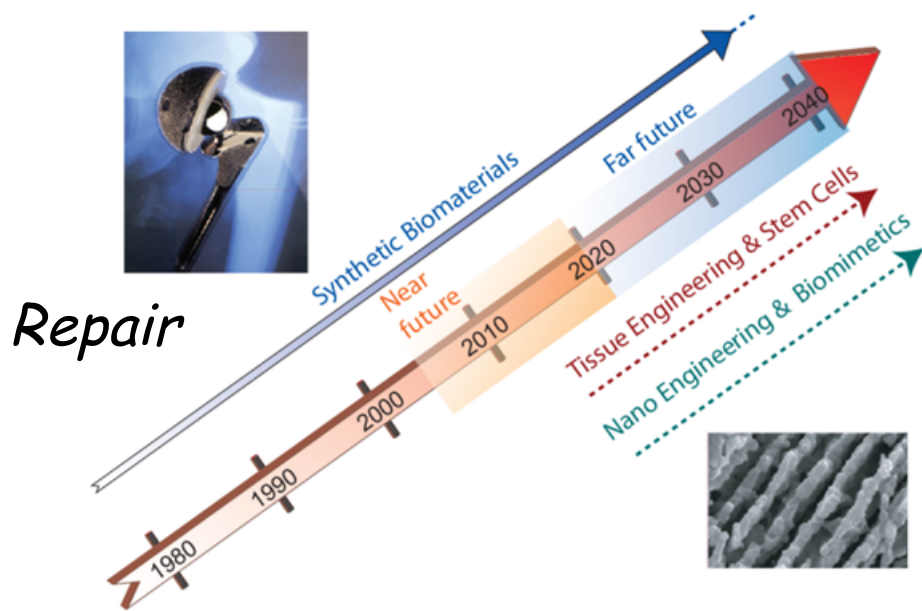 Synthetic Biomaterials
Far future
Near
future
Repair
1980
1990
2000
2010
2020
2030
2040
Tissue Engineering & Stem Cells
Nano Engineering & Biomimetics